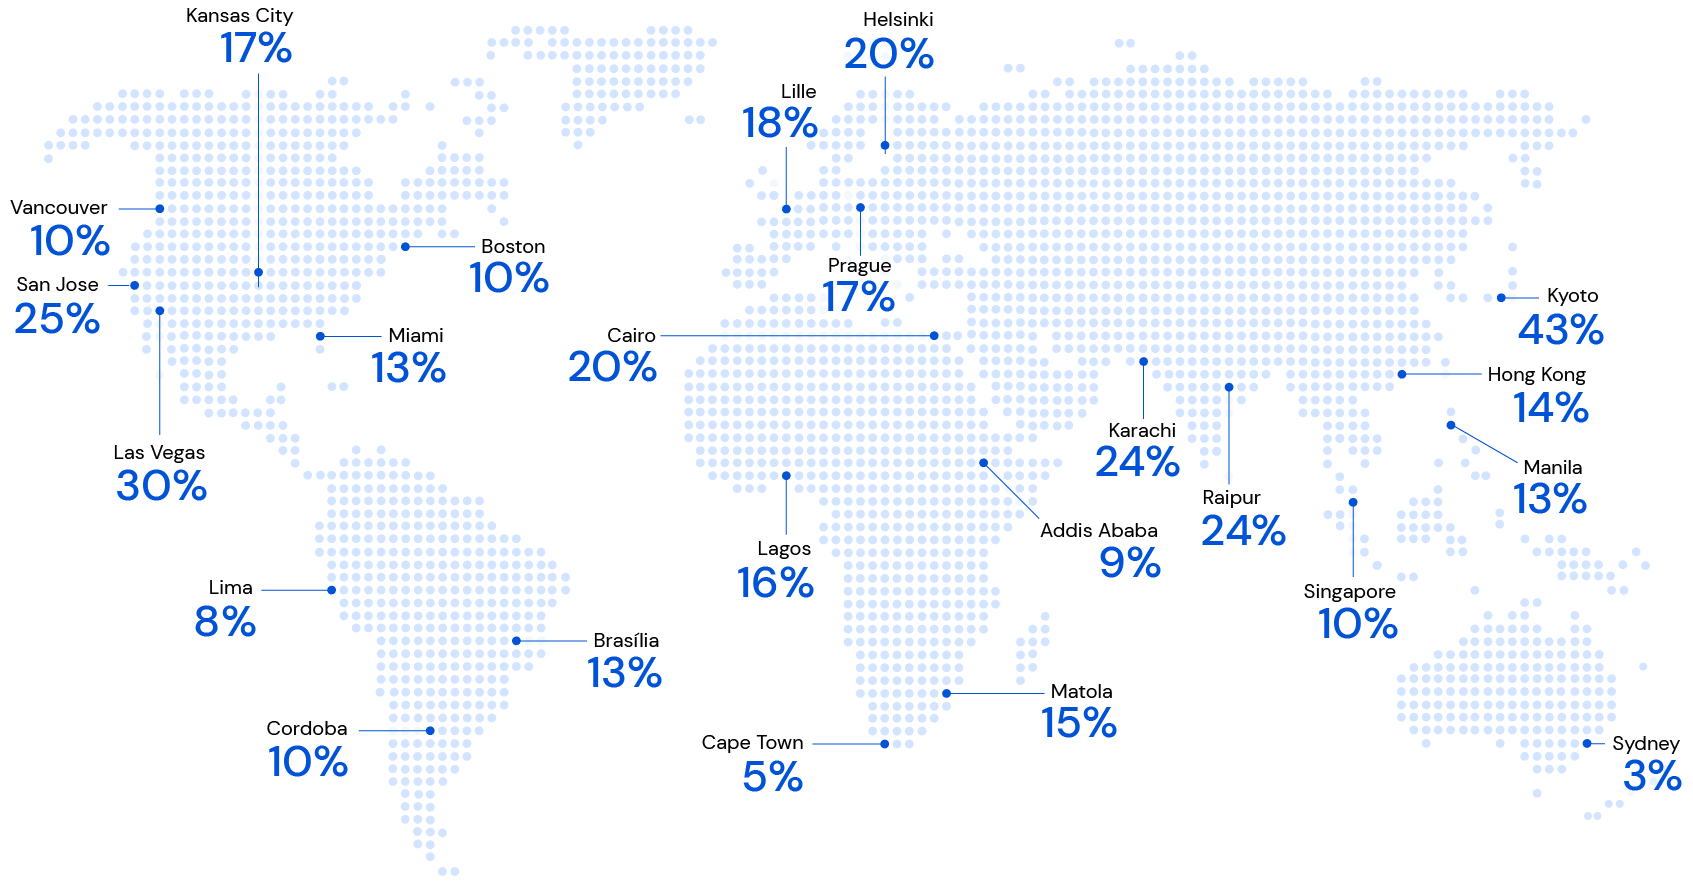 Kansas City
17%
Helsinki
20%
Lille
18%
Vancouver
10%
Boston
10%
San Jose
25%
Prague
17%
Kyoto
43%
Miami
13%
Cairo
20%
Hong Kong
14%
Las Vegas
30%
Karachi
24%
Manila
13%
Raipur
24%
Addis Ababa
9%
Lagos
16%
Lima
8%
Singapore
10%
Brasília
13%
Matola
15%
Cordoba
10%
Cape Town
5%
Sydney
3%